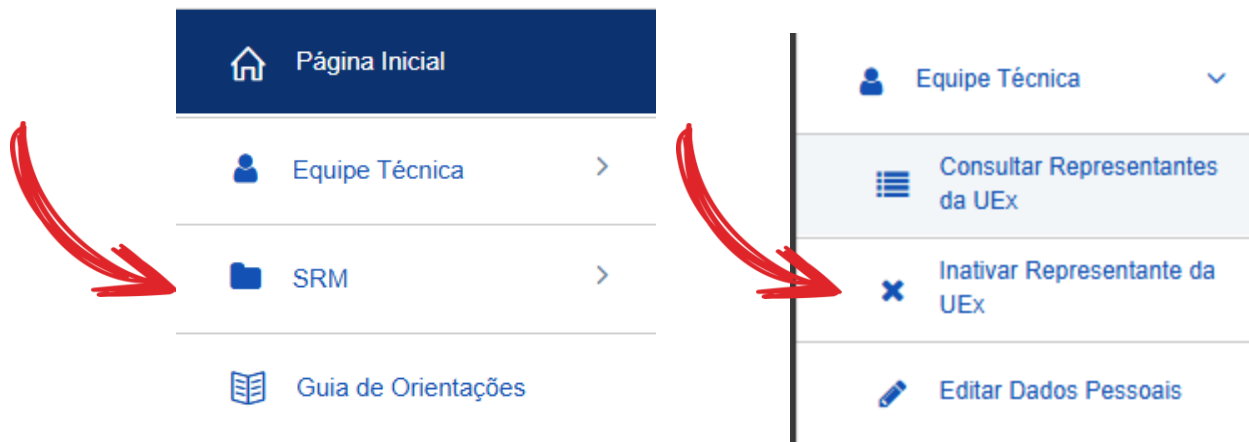 Página Inicial
Equipe Técnica
SRM
Guia de Orientações
Equipe Técnica
Consultar Representantes
da UEx
Inativar Representante da
UEx
Editar Dados Pessoais